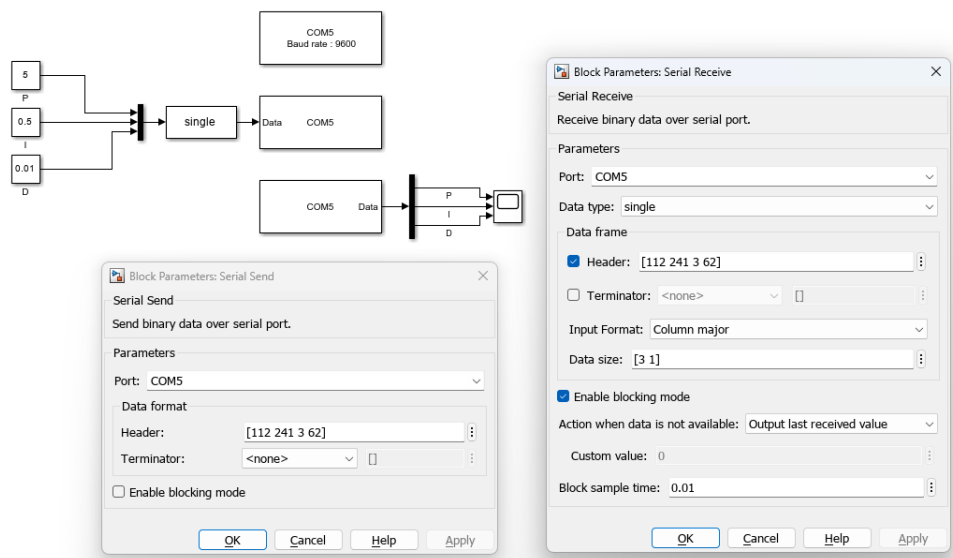 COM5
Baud rate : 9600
5
P
0.5
I
0.01
D
single
Data COM5
COM5 Data
P
I
D
Block Parameters: Serial Send
Serial Send
Send binary data over serial port.
Parameters
Port: COM5
Data format
Header: [112 241 3 62]
Terminator: <none> []
Enable blocking mode
OK Cancel Help Apply
Block Parameters: Serial Receive
Serial Receive
Receive binary data over serial port.
Parameters
Port: COM5
Data type: single
Data frame
Header: [112 241 3 62]
Terminator: <none> []
Input Format: Column major
Data size: [3 1]
Enable blocking mode
Action when data is not available: Output last received value
Custom value: 0
Block sample time: 0.01
OK Cancel Help Apply